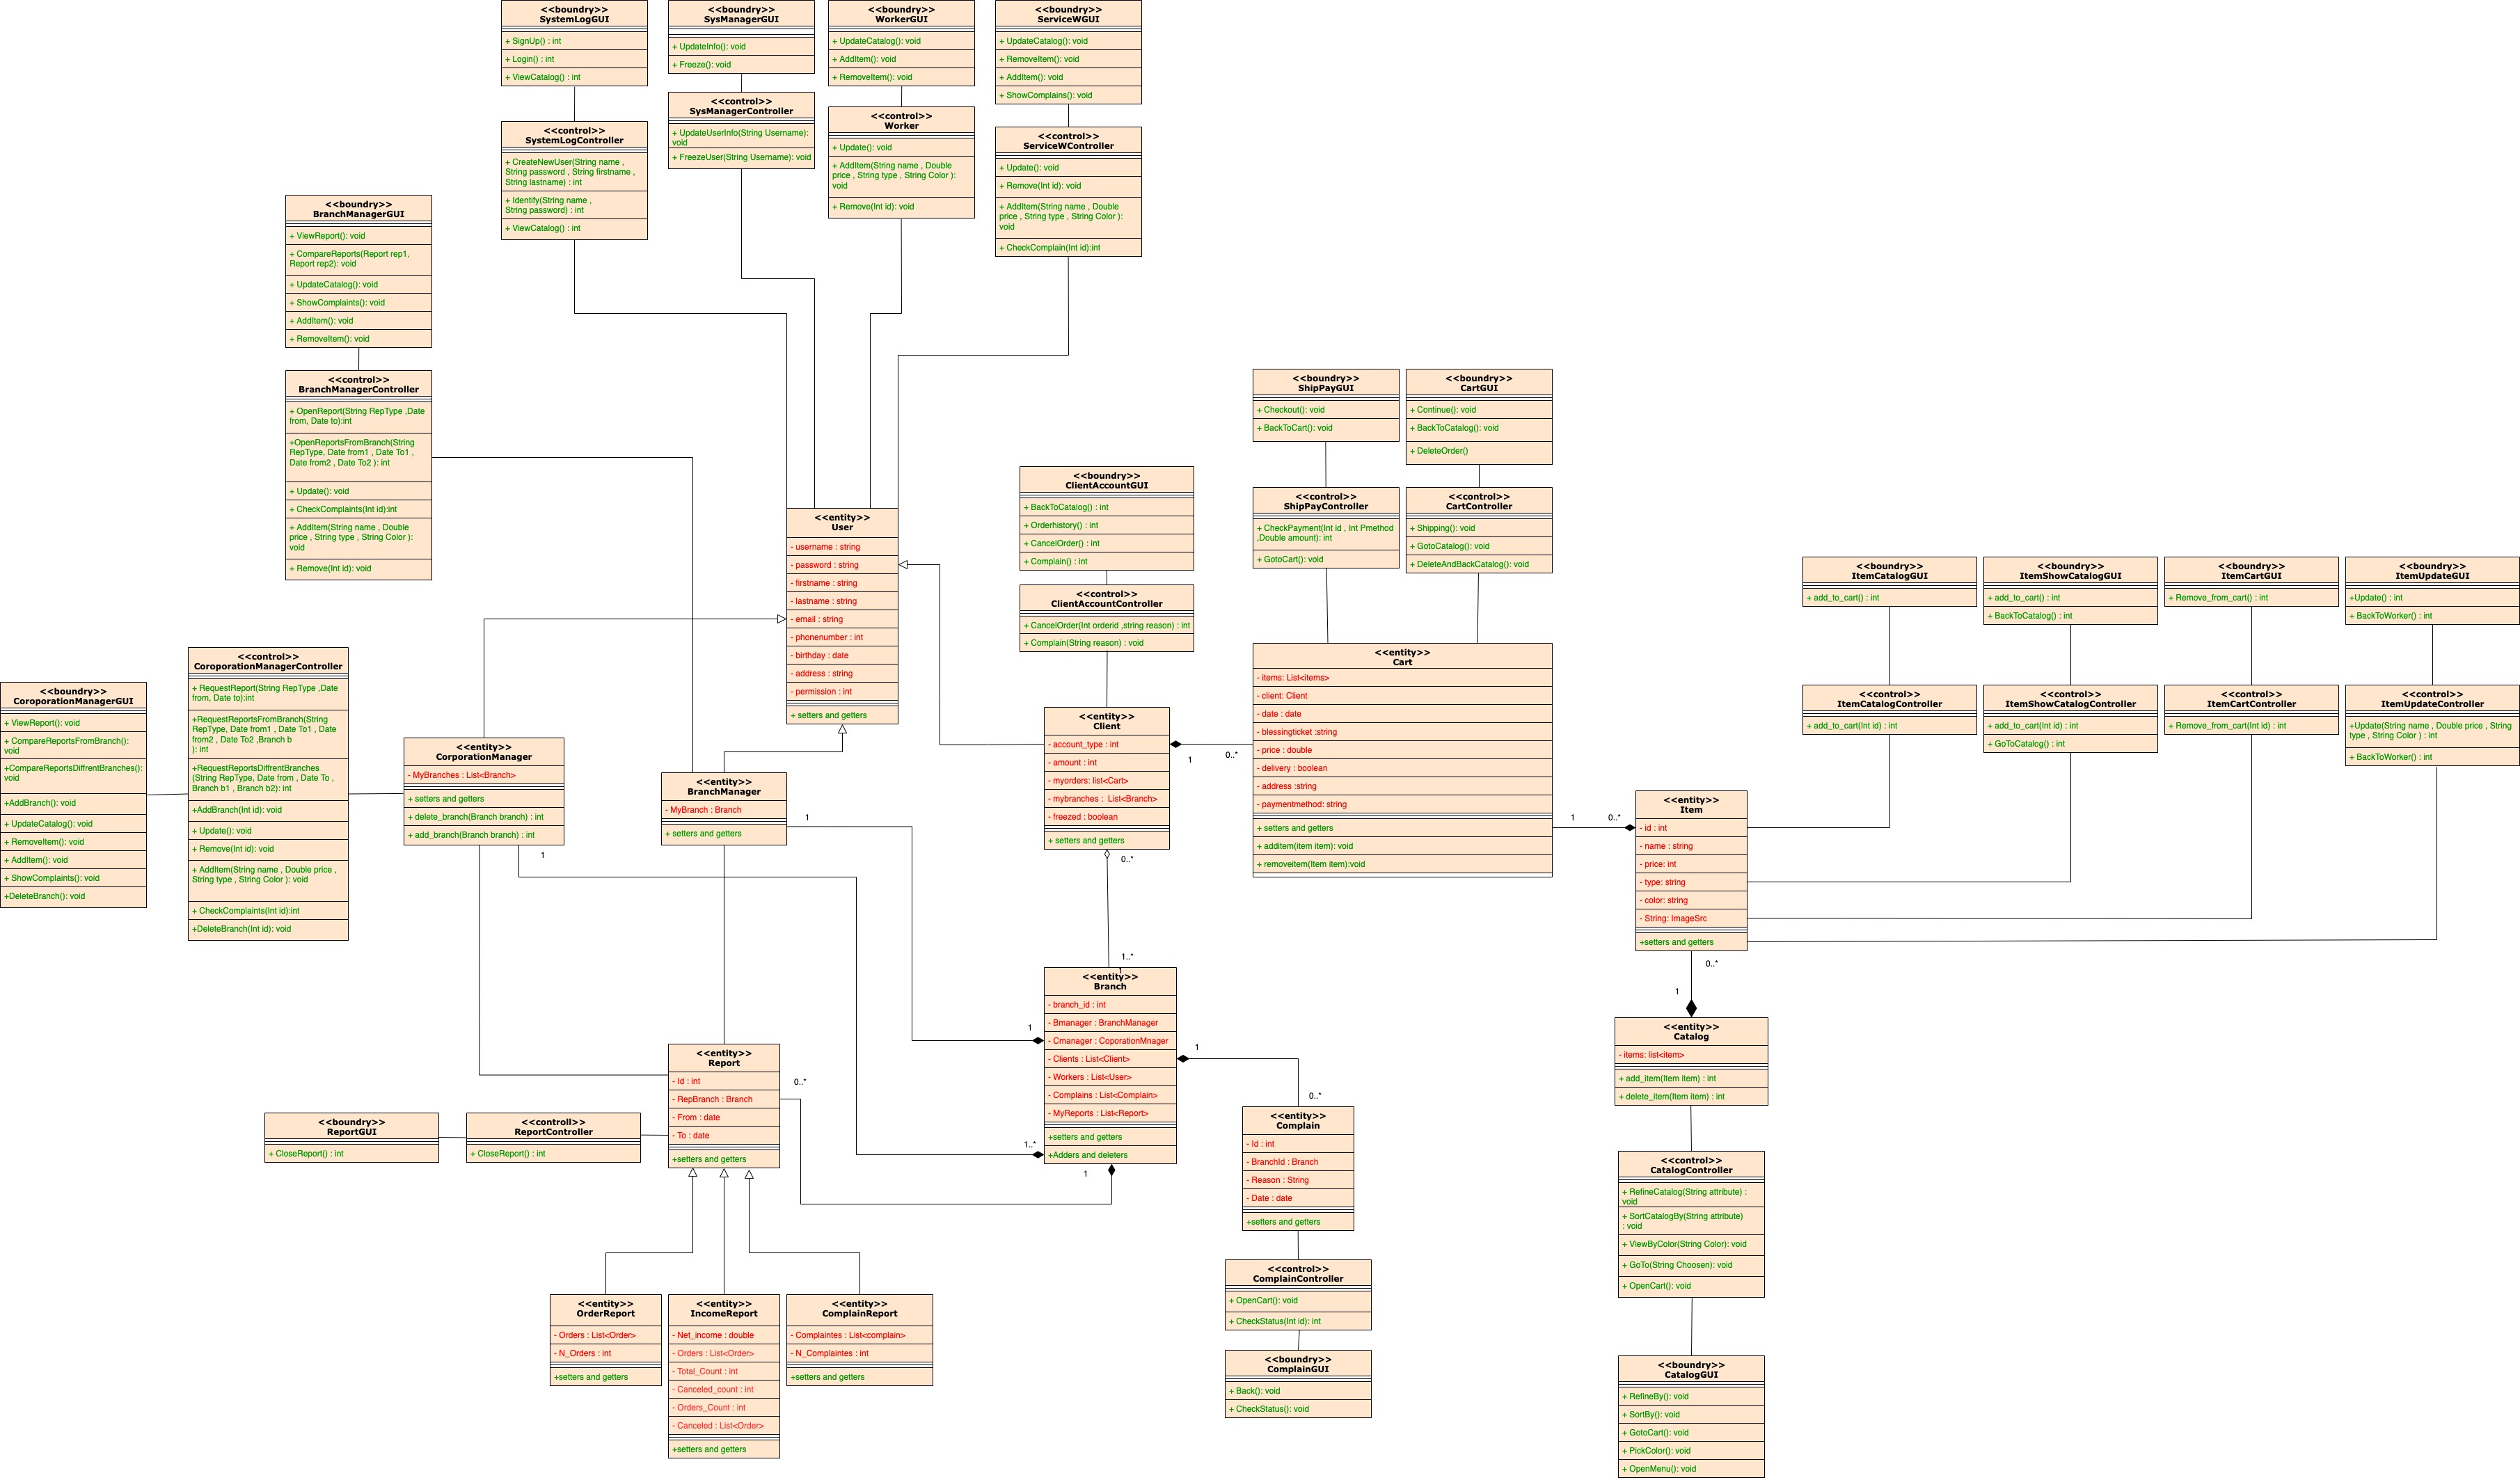 <<boundry>>
SystemLogGUI
+ SignUp() : int
+ Login() : int
+ ViewCatalog() : int
<<boundry>>
SysManagerGUI
+ UpdateInfo(): void
+ Freeze(): void
<<boundry>>
WorkerGUI
+ UpdateCatalog(): void
+ AddItem(): void
+ RemoveItem(): void
<<boundry>>
ServiceWGUI
+ UpdateCatalog(): void
+ RemoveItem(): void
+ AddItem(): void
+ ShowComplains(): void
<<control>>
SystemLogController
+ CreateNewUser(String name ,
String password , String firstname ,
String lastname) : int
+ Identify(String name ,
String password) : int
+ ViewCatalog() : int
<<control>>
SysManagerController
+ UpdateUserInfo(String Username):
void
+ FreezeUser(String Username): void
<<control>>
Worker
+ Update(): void
+ AddItem(String name , Double
price , String type , String Color ):
void
+ Remove(Int id): void
<<control>>
ServiceWController
+ Update(): void
+ Remove(Int id): void
+ AddItem(String name , Double
price , String type , String Color ):
void
+ CheckComplain(Int id):int
<<boundry>>
BranchManagerGUI
+ ViewReport(): void
+ CompareReports(Report rep1,
Report rep2): void
+ UpdateCatalog(): void
+ ShowComplaints(): void
+ AddItem(): void
+ RemoveItem(): void
<<control>>
BranchManagerController
+ OpenReport(String RepType ,Date
from, Date to):int
+OpenReportsFromBranch(String
RepType, Date from1 , Date To1 ,
Date from2 , Date To2 ): int
+ Update(): void
+ CheckComplaints(Int id):int
+ AddItem(String name , Double
price , String type , String Color ):
void
+ Remove(Int id): void
<<boundry>>
ShipPayGUI
+ Checkout(): void
+ BackToCart(): void
<<boundry>>
CartGUI
+ Continue(): void
+ BackToCatalog(): void
+ DeleteOrder()
<<control>>
ShipPayController
+ CheckPayment(Int id , Int Pmethod
,Double amount): int
+ GotoCart(): void
<<control>>
CartController
+ Shipping(): void
+ GotoCatalog(): void
+ DeleteAndBackCatalog(): void
<<boundry>>
ClientAccountGUI
+ BackToCatalog() : int
+ Orderhistory() : int
+ CancelOrder() : int
+ Complain() : int
<<control>>
ClientAccountController
+ CancelOrder(Int orderid ,string reason) : int
+ Complain(String reason) : void
<<entity>>
User
- username : string
- password : string
- firstname : string
- lastname : string
- email : string
- phonenumber : int
- birthday : date
- address : string
- permission : int
+ setters and getters
<<boundry>>
ItemCatalogGUI
+ add_to_cart() : int
<<boundry>>
ItemShowCatalogGUI
+ add_to_cart() : int
+ BackToCatalog() : int
<<boundry>>
ItemCartGUI
+ Remove_from_cart() : int
<<boundry>>
ItemUpdateGUI
+Update() : int
+ BackToWorker() : int
<<control>>
ItemCatalogController
+ add_to_cart(Int id) : int
<<control>>
ItemShowCatalogController
+ add_to_cart(Int id) : int
+ GoToCatalog() : int
<<control>>
ItemCartController
+ Remove_from_cart(Int id) : int
<<control>>
ItemUpdateController
+Update(String name , Double price , String
type , String Color ) : int
+ BackToWorker() : int
<<boundry>>
CoroporationManagerGUI
+ ViewReport(): void
+ CompareReportsFromBranch():
void
+CompareReportsDiffrentBranches():
void
+AddBranch(): void
+ UpdateCatalog(): void
+ RemoveItem(): void
+ AddItem(): void
+ ShowComplaints(): void
+DeleteBranch(): void
<<control>>
CoroporationManagerController
+ RequestReport(String RepType ,Date
from, Date to):int
+RequestReportsFromBranch(String
RepType, Date from1 , Date To1 , Date
from2 , Date To2 ,Branch b
): int
+RequestReportsDiffrentBranches
(String RepType, Date from , Date To ,
Branch b1 , Branch b2): int
+AddBranch(Int id): void
+ Update(): void
+ Remove(Int id): void
+ AddItem(String name , Double price ,
String type , String Color ): void
+ CheckComplaints(Int id):int
+DeleteBranch(Int id): void
<<entity>>
CorporationManager
- MyBranches : List<Branch>
+ setters and getters
+ delete_branch(Branch branch) : int
+ add_branch(Branch branch) : int
1
<<entity>>
BranchManager
- MyBranch : Branch
+ setters and getters
1
<<entity>>
Client
- account_type : int
- amount : int
- myorders: list<Cart>
- mybranches :  List<Branch>
- freezed : boolean
+ setters and getters
1
0..*
0..*
1..*
1
<<entity>>
Cart
- items: List<items>
- client: Client
- date : date
- blessingticket :string
- price : double
- delivery : boolean
- address :string
- paymentmethod: string
+ setters and getters
+ additem(item item): void
+ removeitem(Item item):void
1
0..*
<<entity>>
Item
- id : int
- name : string
- price: int
- type: string
- color: string
- String: ImageSrc
+setters and getters
0..*
1
<<entity>>
Branch
- branch_id : int
- Bmanager : BranchManager
- Cmanager : CoporationMnager
- Clients : List<Client>
- Workers : List<User>
- Complains : List<Complain>
- MyReports : List<Report>
+setters and getters
+Adders and deleters
1
1
1..*
1
0..*
0..*
<<entity>>
Report
- Id : int
- RepBranch : Branch
- From : date
- To : date
+setters and getters
<<boundry>>
ReportGUI
+ CloseReport() : int
<<controll>>
ReportController
+ CloseReport() : int
<<entity>>
Complain
- Id : int
- BranchId : Branch
- Reason : String
- Date : date
+setters and getters
<<entity>>
Catalog
- items: list<item>
+ add_item(Item item) : int
+ delete_item(Item item) : int
<<control>>
CatalogController
+ RefineCatalog(String attribute) :
void
+ SortCatalogBy(String attribute)
: void
+ ViewByColor(String Color): void
+ GoTo(String Choosen): void
+ OpenCart(): void
<<control>>
ComplainController
+ OpenCart(): void
+ CheckStatus(Int id): int
<<boundry>>
ComplainGUI
+ Back(): void
+ CheckStatus(): void
<<entity>>
OrderReport
- Orders : List<Order>
- N_Orders : int
+setters and getters
<<entity>>
IncomeReport
- Net_income : double
- Orders : List<Order>
- Total_Count : int
- Canceled_count : int
- Orders_Count : int
- Canceled : List<Order>
+setters and getters
<<entity>>
ComplainReport
- Complaintes : List<complain>
- N_Complaintes : int
+setters and getters
<<boundry>>
CatalogGUI
+ RefineBy(): void
+ SortBy(): void
+ GotoCart(): void
+ PickColor(): void
+ OpenMenu(): void